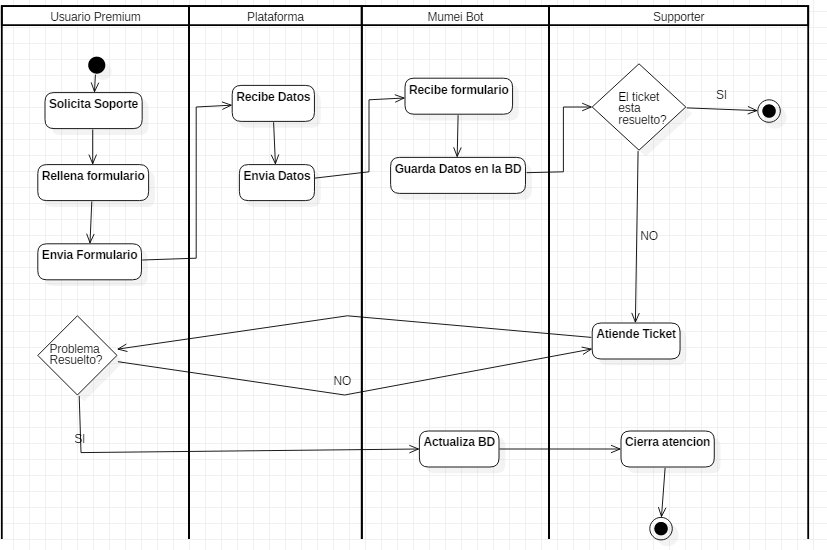 Usuario Premium
Plataforma
Mumei Bot
Supporter
Solicita Soporte
Rellena formulario
Envia Formulario
Recibe Datos
Envia Datos
Recibe formulario
Guarda Datos en la BD
El ticket
esta
resuelto?
SI
NO
Atiende Ticket
Problema
Resuelto?
NO
SI
Actualiza BD
Cierra atencion